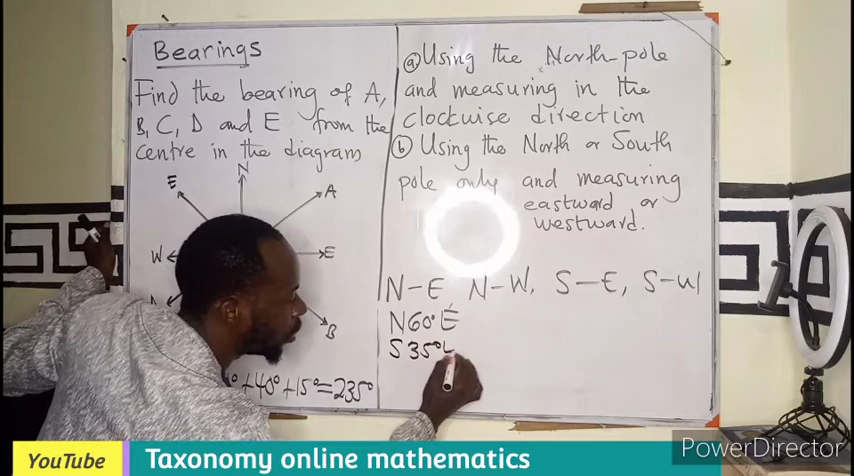 Bearings
Find the bearing of A,
B, C, D and E from the
centre in the diagram
N
E
A
W
E
B
+40°+15°=235°
ⓐ Using the North-pole
and measuring in the
clockwise direction
ⓑ Using the North or South
pole only and measuring
eastward or
westward.
N-E N-W, S-E, S-W
N60°E
S35°
PowerDirector
YouTube
Taxonomy online mathematics